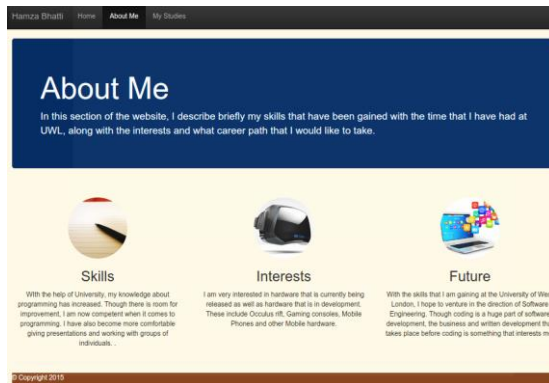 Hamza Bhatti Home About Me My Studies
About Me
In this section of the website, I describe briefly my skills that have been gained with the time that I have had at
UWL, along with the interests and what career path that I would like to take.
Skills
With the help of University, my knowledge about
programming has increased. Though there is room for
improvement, I am now competent when it comes to
programming. I have also become more comfortable
giving presentations and working with groups of
individuals. .
Interests
I am very interested in hardware that is currently being
released as well as hardware that is in development.
These include Occulus rift, Gaming consoles, Mobile
Phones and other Mobile hardware.
Future
With the skills that I am gaining at the University of Wes
London, I hope to venture in the direction of Software
Engineering. Though coding is a huge part of software
development, the business and written development tha
takes place before coding is something that interests m
© Copyright 2015